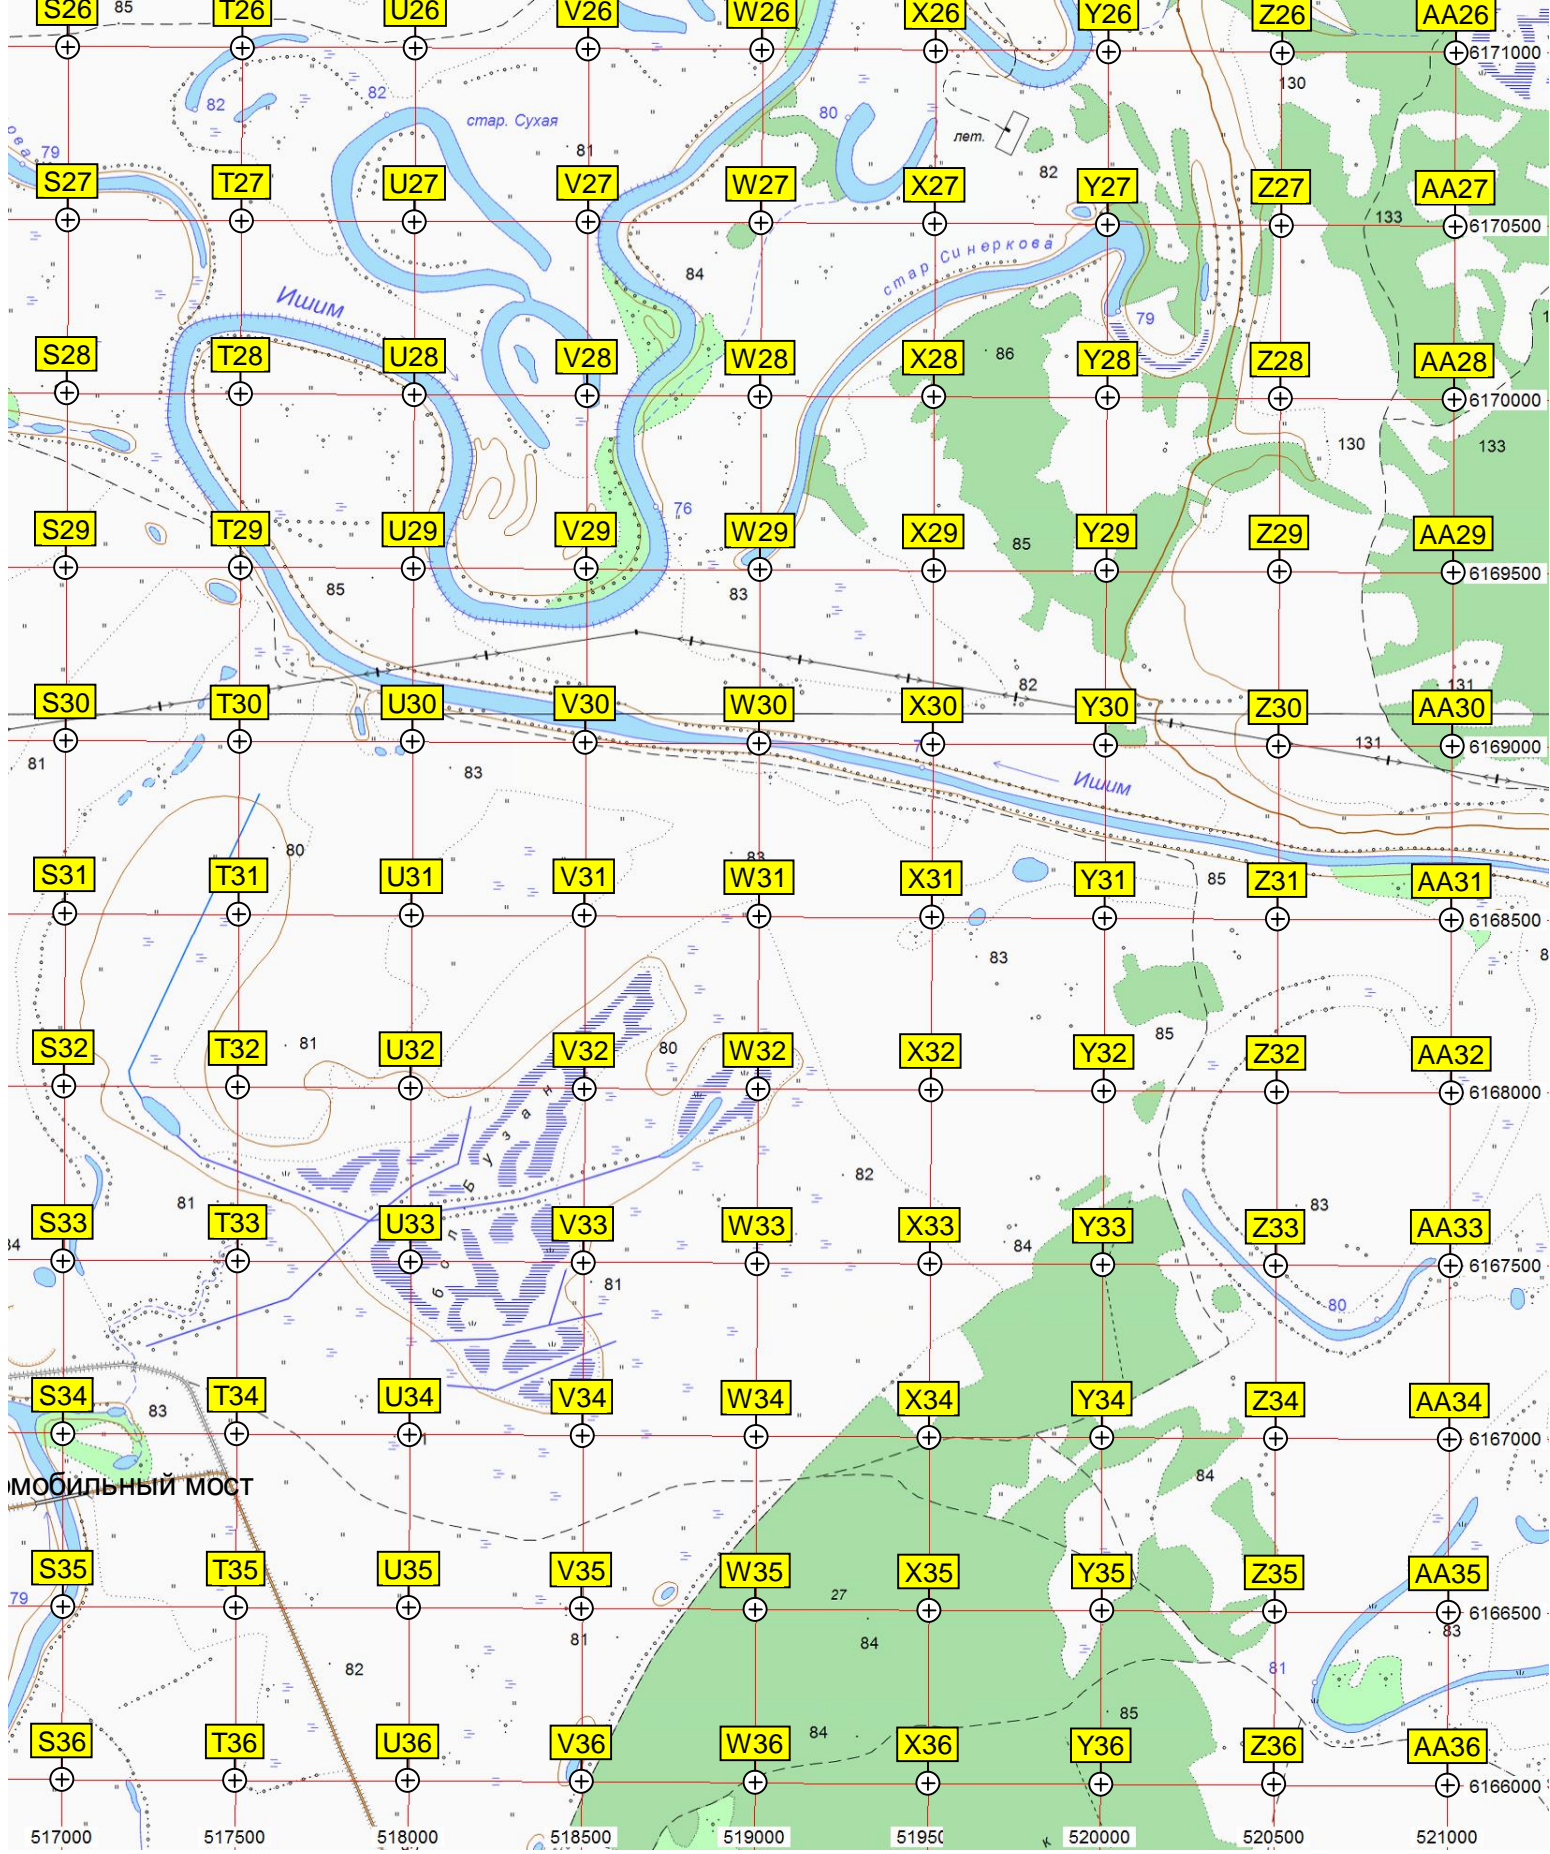 S26 T26 U26 V26 W26 X26 Y26 Z26 AA26
85
6171000
130
82
82
80
стар. Сухая
лет.
79
81
82
S27 T27 U27 V27 W27 X27 Y27 Z27 AA27
133
6170500
стар Синеркова
84
Ишим
79
86
S28 T28 U28 V28 W28 X28 Y28 Z28 AA28
6170000
130
133
76
S29 T29 U29 V29 W29 X29 Y29 Z29 AA29
85
6169500
85
83
82
131
S30 T30 U30 V30 W30 X30 Y30 Z30 AA30
131
6169000
81
83
Ишим
80
83
85
S31 T31 U31 V31 W31 X31 Y31 Z31 AA31
6168500
83
85
81
80
S32 T32 U32 V32 W32 X32 Y32 Z32 AA32
6168000
бол Бузан
82
81
83
S33 T33 U33 V33 W33 X33 Y33 Z33 AA33
84
6167500
81
80
S34 T34 U34 V34 W34 X34 Y34 Z34 AA34
83
6167000
омобильный мост
84
S35 T35 U35 V35 W35 X35 Y35 Z35 AA35
79
27
6166500
81
84
83
82
81
85
84
S36 T36 U36 V36 W36 X36 Y36 Z36 AA36
6166000
517000 517500 518000 518500 519000 51950 520000 520500 521000
к